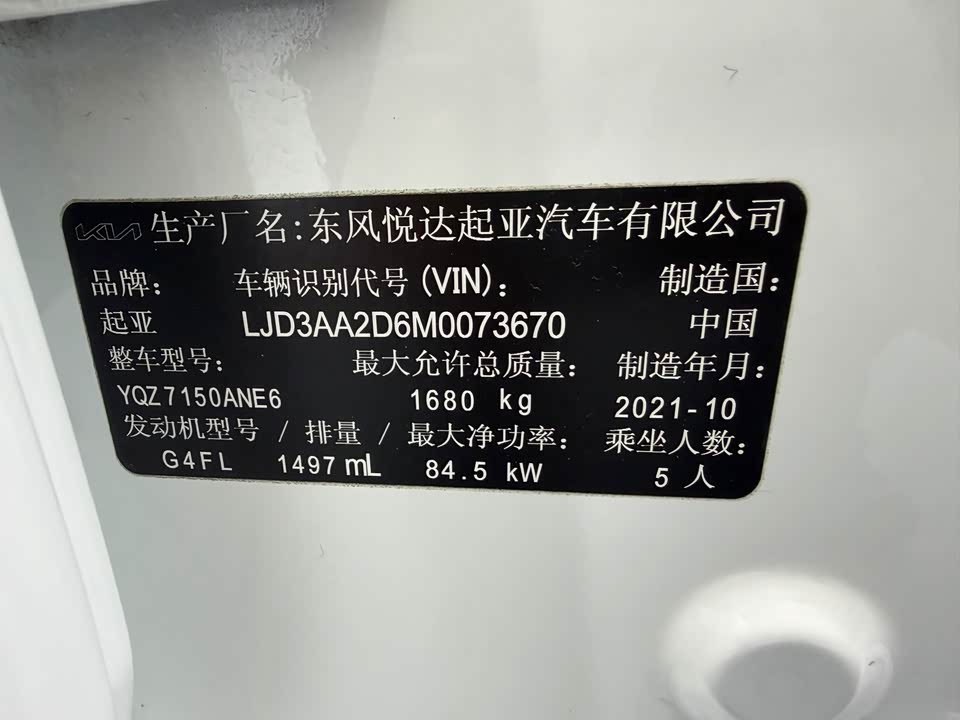 KIA 生产厂名:东风悦达起亚汽车有限公司
品牌: 车辆识别代号(VIN): 制造国:
起亚 LJD3AA2D6M0073670 中国
整车型号: 最大允许总质量: 制造年月:
YQZ7150ANE6 1680 kg 2021-10
发动机型号 / 排量 / 最大净功率: 乘坐人数:
G4FL 1497 mL 84.5 kW 5 人